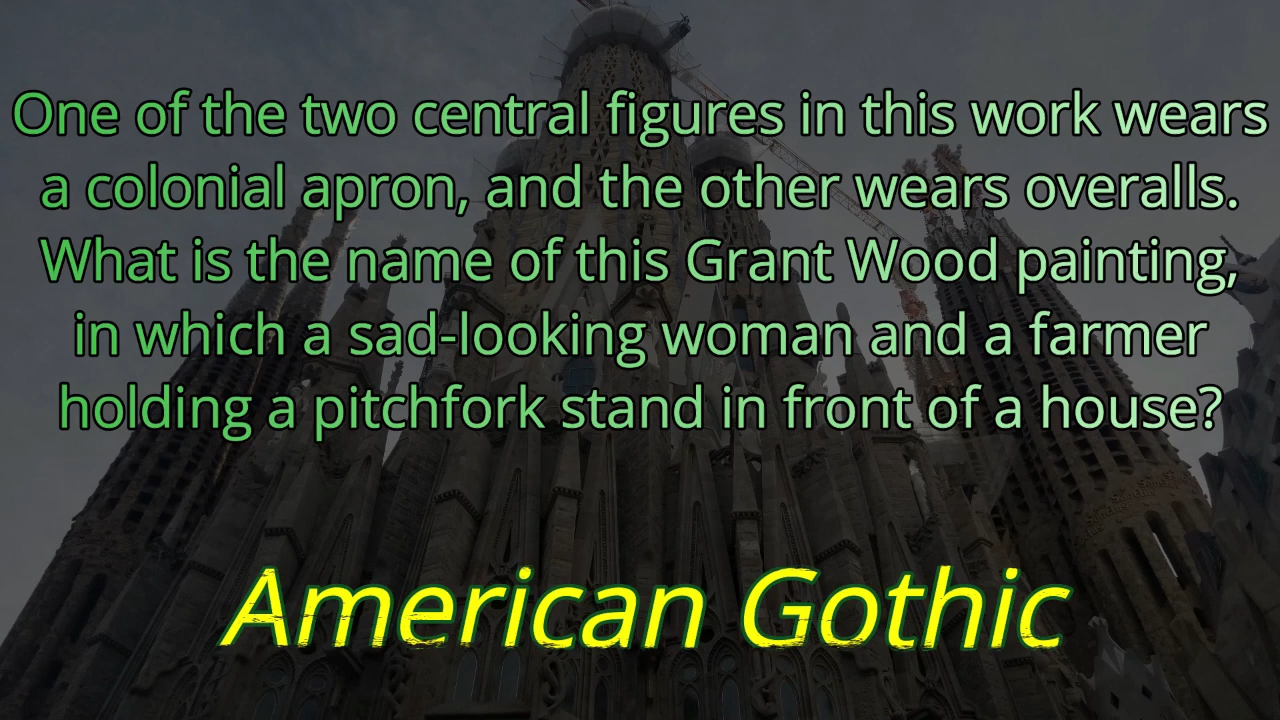 One of the two central figures in this work wears
a colonial apron, and the other wears overalls.
What is the name of this Grant Wood painting,
in which a sad-looking woman and a farmer
holding a pitchfork stand in front of a house?
American Gothic